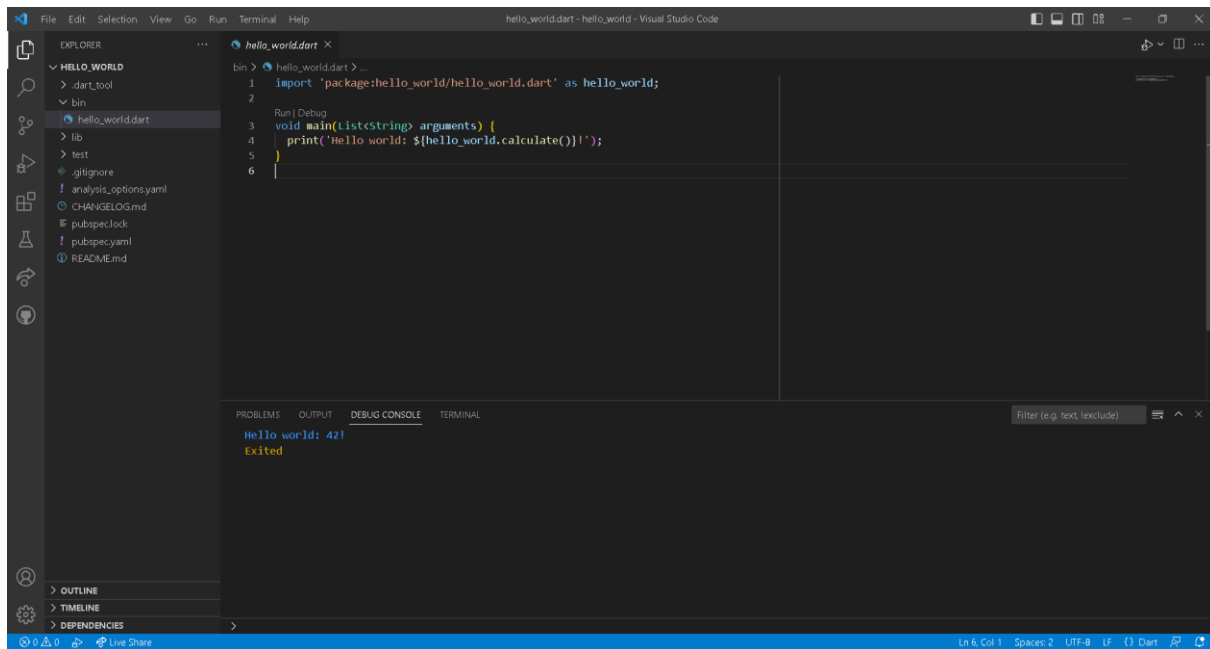 File Edit Selection View Go Run Terminal Help
hello_world.dart - hello_world - Visual Studio Code
EXPLORER ...
HELLO_WORLD
.dart_tool
bin
hello_world.dart
lib
test
.gitignore
analysis_options.yaml
CHANGELOG.md
pubspec.lock
pubspec.yaml
README.md
OUTLINE
TIMELINE
DEPENDENCIES
hello_world.dart
bin > hello_world.dart > ...
1 import 'package:hello_world/hello_world.dart' as hello_world;
2
Run | Debug
3 void main(List<String> arguments) {
4 print('Hello world: ${hello_world.calculate()}!');
5 }
6
PROBLEMS OUTPUT DEBUG CONSOLE TERMINAL
Filter (e.g. text, !exclude)
Hello world: 42!
Exited
>
0 0 Live Share
Ln 6, Col 1 Spaces: 2 UTF-8 LF {} Dart